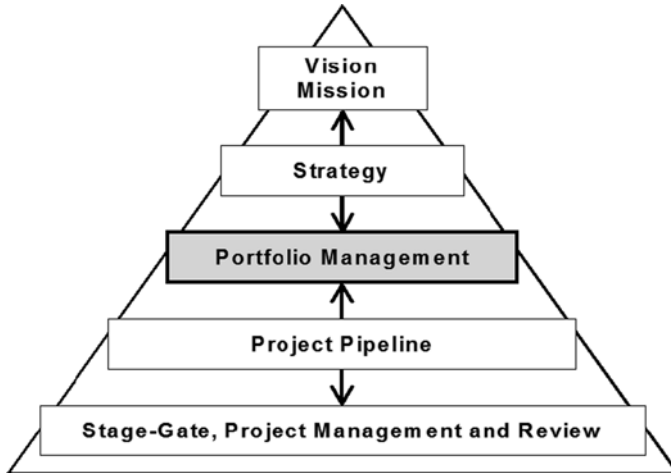 Vision
Mission
Strategy
Portfolio Management
Project Pipeline
Stage-Gate, Project Management and Review